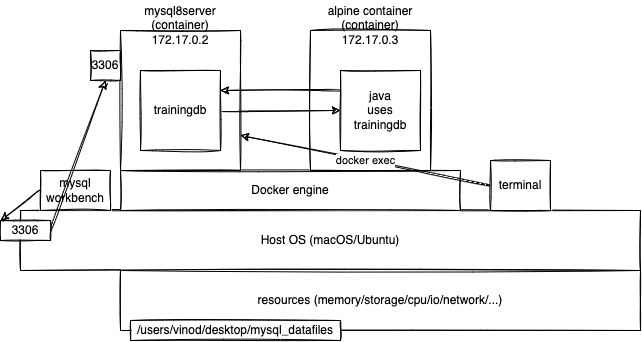 mysql8server
(container)
172.17.0.2
alpine container
(container)
172.17.0.3
3306
trainingdb
java
uses
trainingdb
docker exec
mysql
workbench
Docker engine
terminal
3306
Host OS (macOS/Ubuntu)
resources (memory/storage/cpu/io/network/...)
/users/vinod/desktop/mysql_datafiles